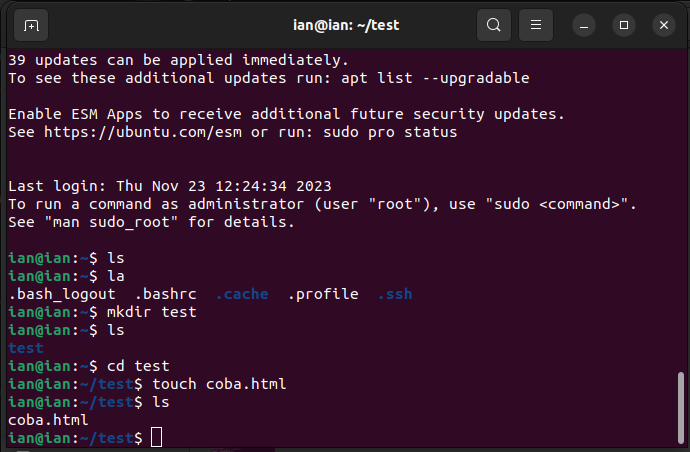 ian@ian: ~/test
39 updates can be applied immediately.
To see these additional updates run: apt list --upgradable
Enable ESM Apps to receive additional future security updates.
See https://ubuntu.com/esm or run: sudo pro status
Last login: Thu Nov 23 12:24:34 2023
To run a command as administrator (user "root"), use "sudo <command>".
See "man sudo_root" for details.
ian@ian:~$ ls
ian@ian:~$ la
.bash_logout  .bashrc  .cache  .profile  .ssh
ian@ian:~$ mkdir test
ian@ian:~$ ls
test
ian@ian:~$ cd test
ian@ian:~/test$ touch coba.html
ian@ian:~/test$ ls
coba.html
ian@ian:~/test$